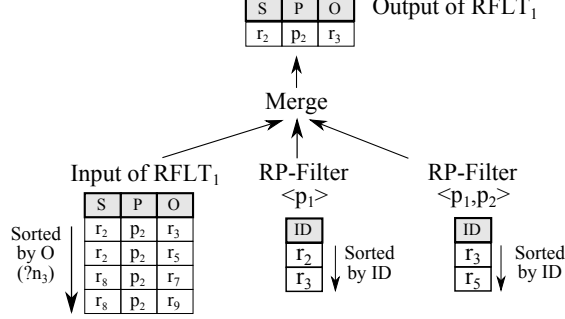 S P O Output of RFLT₁
r₂ p₂ r₃
Merge
Input of RFLT₁
RP-Filter
<p₁>
RP-Filter
<p₁,p₂>
Sorted
by O
(?n₃)
S P O
r₂ p₂ r₃
r₂ p₂ r₅
r₈ p₂ r₇
r₈ p₂ r₉
ID
r₂
r₃
Sorted
by ID
ID
r₃
r₅
Sorted
by ID